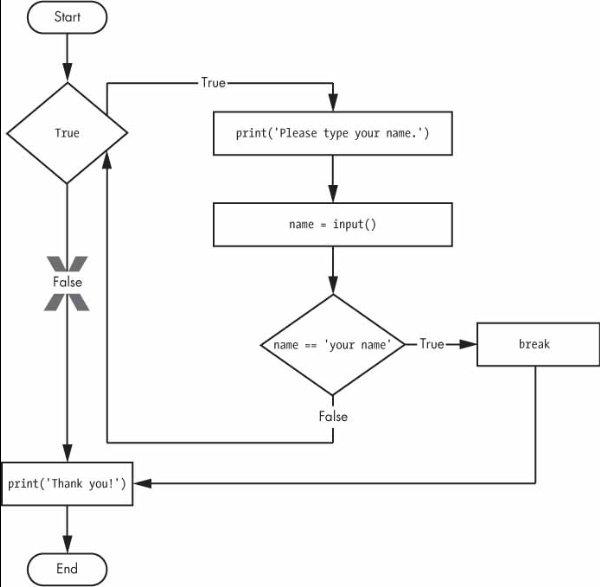 Start
True
True
print('Please type your name.')
name = input()
False
name == 'your name'
True
break
False
print('Thank you!')
End